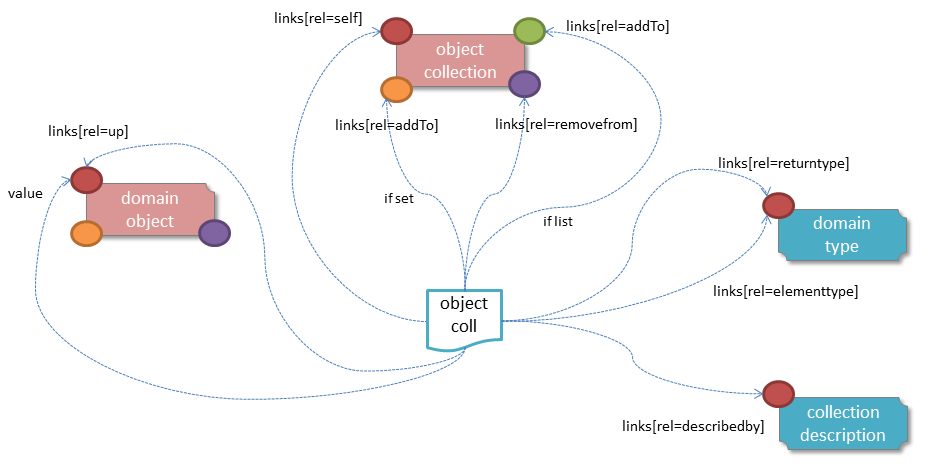 links[rel=self]
links[rel=addTo]
object
collection
links[rel=addTo]
links[rel=removefrom]
links[rel=up]
value
domain
object
if set
if list
links[rel=returntype]
domain
type
links[rel=elementtype]
object
coll
links[rel=describedby]
collection
description